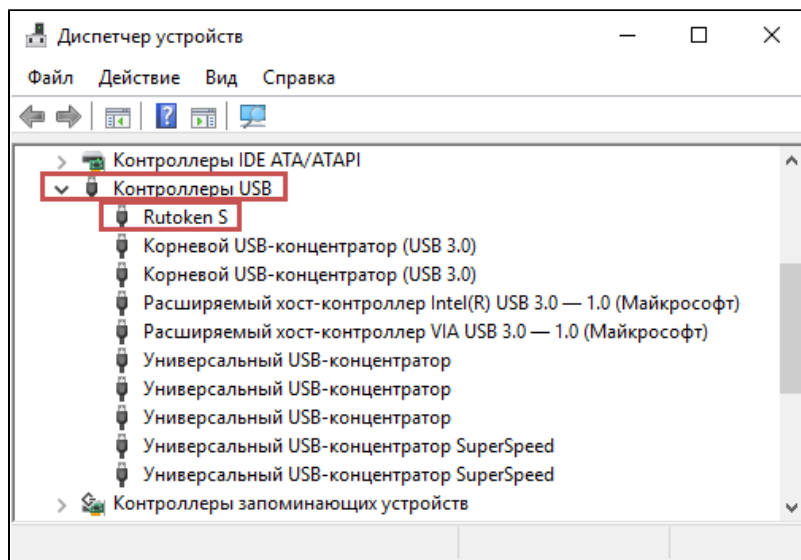 Диспетчер устройств
Файл Действие Вид Справка
Контроллеры IDE ATA/ATAPI
Контроллеры USB
Rutoken S
Корневой USB-концентратор (USB 3.0)
Корневой USB-концентратор (USB 3.0)
Расширяемый хост-контроллер Intel(R) USB 3.0 — 1.0 (Майкрософт)
Расширяемый хост-контроллер VIA USB 3.0 — 1.0 (Майкрософт)
Универсальный USB-концентратор
Универсальный USB-концентратор
Универсальный USB-концентратор
Универсальный USB-концентратор SuperSpeed
Универсальный USB-концентратор SuperSpeed
Контроллеры запоминающих устройств